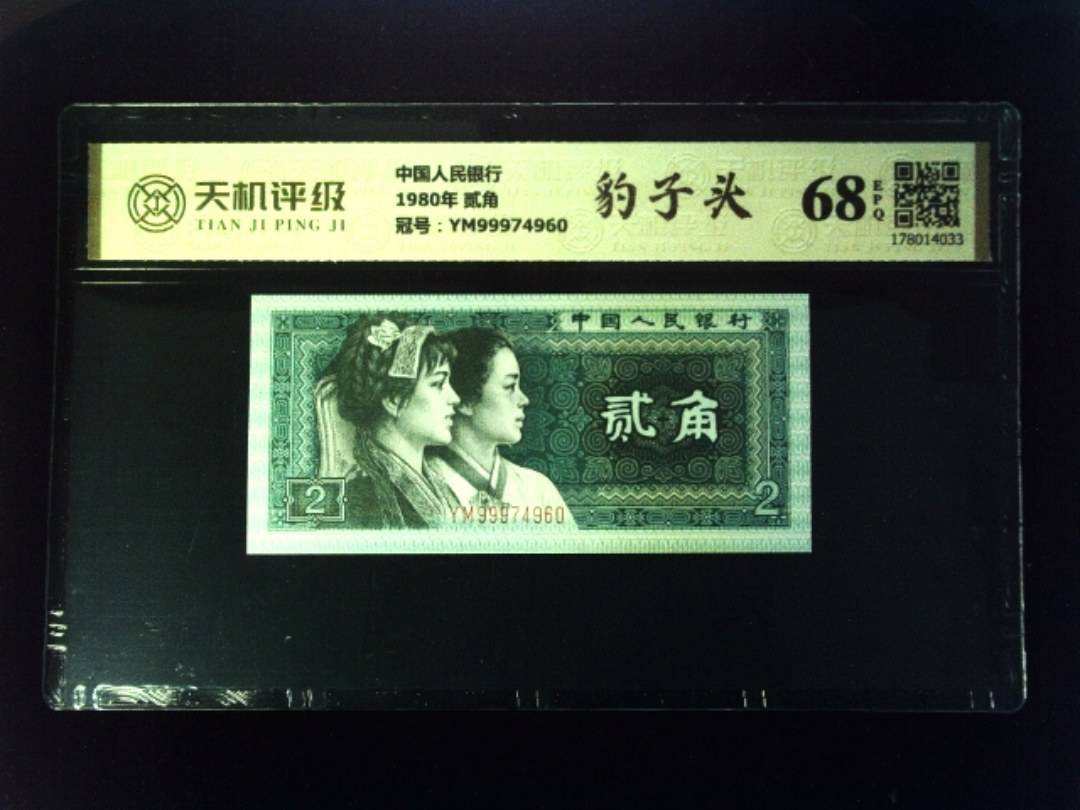 天机评级
TIAN JI PING JI
中国人民银行
1980年 贰角
冠号：YM99974960
豹子头
68
EPQ
178014033
中国人民银行
贰角
2
YM99974960
2